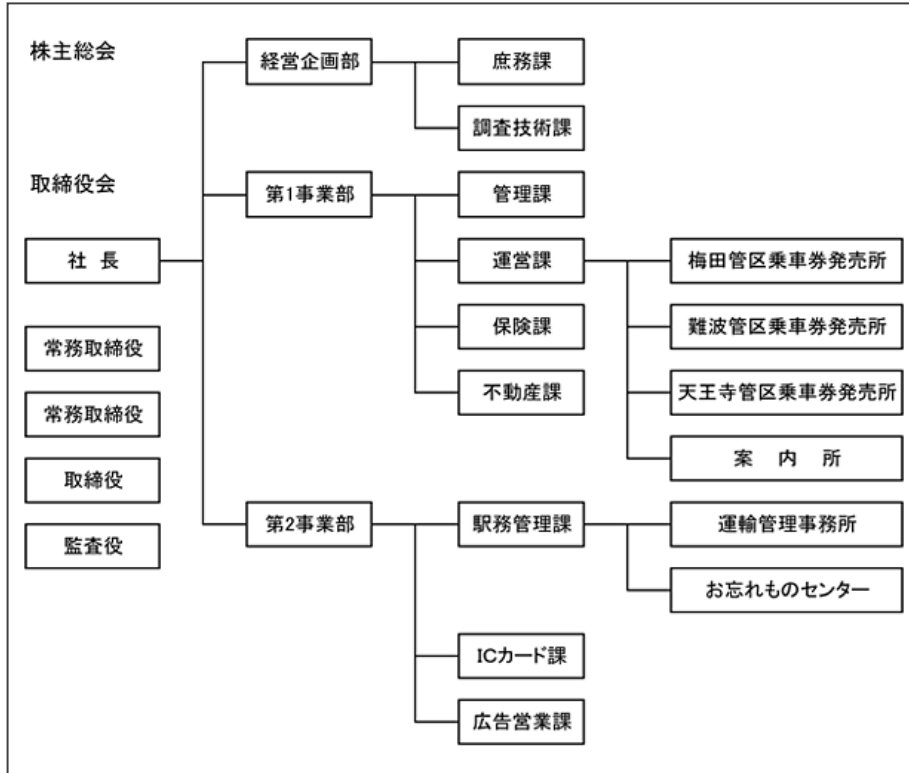 株主総会
取締役会
社 長
常務取締役
常務取締役
取締役
監査役
経営企画部
庶務課
調査技術課
第1事業部
管理課
運営課
梅田管区乗車券発売所
難波管区乗車券発売所
天王寺管区乗車券発売所
案 内 所
保険課
不動産課
第2事業部
駅務管理課
運輸管理事務所
お忘れものセンター
ICカード課
広告営業課